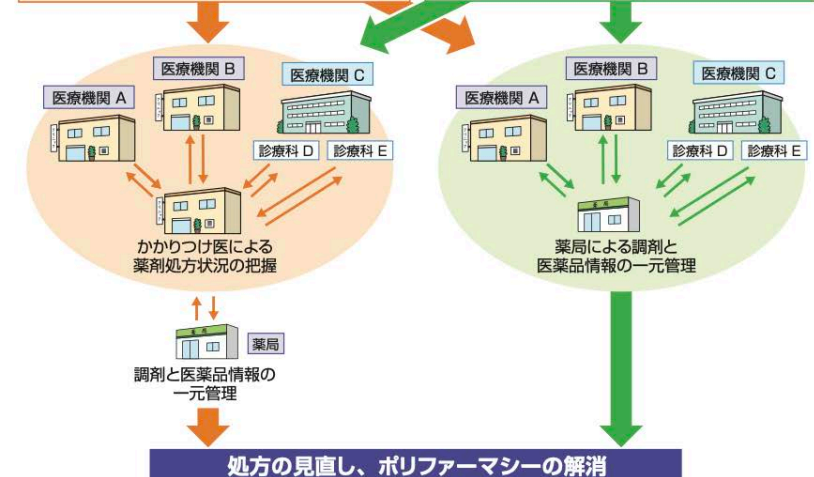 医療機関 A
医療機関 B
医療機関 C
診療科 D
診療科 E
かかりつけ医による
薬剤処方状況の把握
薬局
薬局
調剤と医薬品情報の
一元管理
医療機関 A
医療機関 B
医療機関 C
診療科 D
診療科 E
薬局
薬局による調剤と
医薬品情報の一元管理
処方の見直し、ポリファーマシーの解消